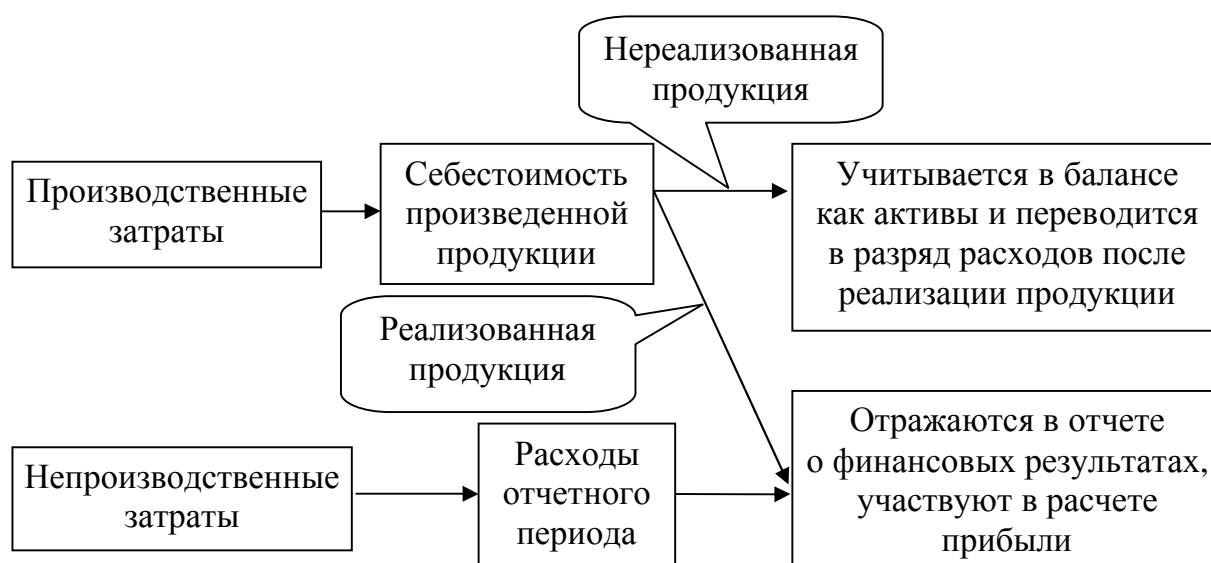 Нереализованная
продукция
Производственные
затраты
Себестоимость
произведенной
продукции
Учитывается в балансе
как активы и переводится
в разряд расходов после
реализации продукции
Реализованная
продукция
Непроизводственные
затраты
Расходы
отчетного
периода
Отражаются в отчете
о финансовых результатах,
участвуют в расчете
прибыли